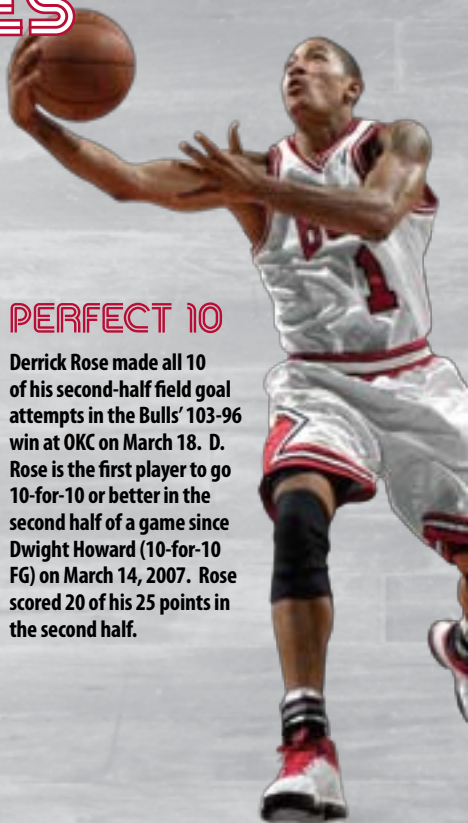 ES
PERFECT 10
Derrick Rose made all 10
of his second-half field goal
attempts in the Bulls’ 103-96
win at OKC on March 18.  D.
Rose is the first player to go
10-for-10 or better in the
second half of a game since
Dwight Howard (10-for-10
FG) on March 14, 2007.  Rose
scored 20 of his 25 points in
the second half.
1